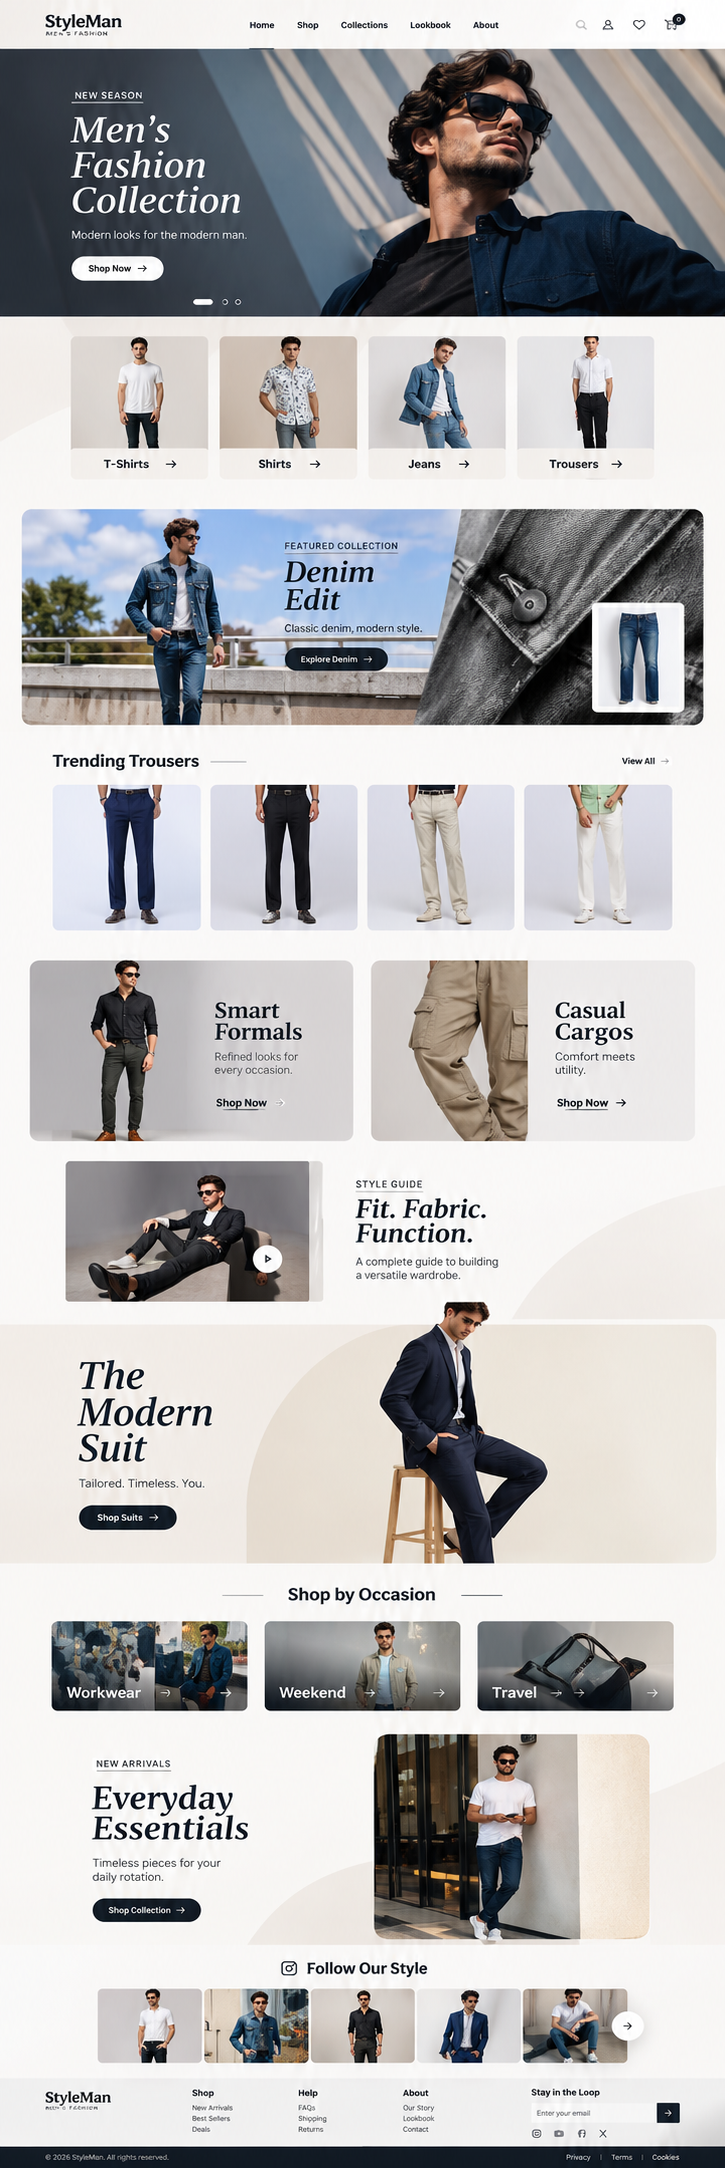 StyleMan
MEN'S FASHION
Home
Shop
Collections
Lookbook
About
0
NEW SEASON
Men's
Fashion
Collection
Modern looks for the modern man.
Shop Now
T-Shirts
Shirts
Jeans
Trousers
FEATURED COLLECTION
Denim
Edit
Classic denim, modern style.
Explore Denim
Trending Trousers
View All
Smart
Formals
Refined looks for
every occasion.
Shop Now
Casual
Cargos
Comfort meets
utility.
Shop Now
STYLE GUIDE
Fit. Fabric.
Function.
A complete guide to building
a versatile wardrobe.
The
Modern
Suit
Tailored. Timeless. You.
Shop Suits
Shop by Occasion
Workwear
Weekend
Travel
NEW ARRIVALS
Everyday
Essentials
Timeless pieces for your
daily rotation.
Shop Collection
Follow Our Style
StyleMan
MEN'S FASHION
Shop
New Arrivals
Best Sellers
Deals
Help
FAQs
Shipping
Returns
About
Our Story
Lookbook
Contact
Stay in the Loop
Enter your email
© 2026 StyleMan. All rights reserved.
Privacy | Terms | Cookies